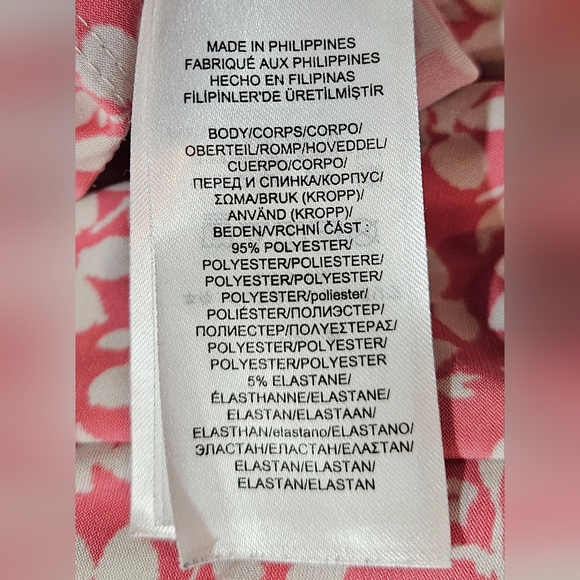 MADE IN PHILIPPINES
FABRIQUÉ AUX PHILIPPINES
HECHO EN FILIPINAS
FİLİPİNLER'DE ÜRETİLMİŞTİR
BODY/CORPS/CORPO/
OBERTEIL/ROMP/HOVEDDEL/
CUERPO/CORPO/
ПЕРЕД И СПИНКА/КОРПУС/
ΣΩΜΑ/BRUK (KROPP)/
ANVÄND (KROPP)/
BEDEN/VRCHNÍ ČÁST :
95% POLYESTER/
POLYESTER/POLIESTERE/
POLYESTER/POLYESTER/
POLYESTER/poliester/
POLIÉSTER/ПОЛИЭСТЕР/
ПОЛИЕСТЕР/ΠΟΛΥΕΣΤΕΡΑΣ/
POLYESTER/POLYESTER/
POLYESTER/POLYESTER
5% ELASTANE/
ÉLASTHANNE/ELASTANE/
ELASTAN/ELASTAAN/
ELASTHAN/elastano/ELASTANO/
ЭЛАСТАН/ЕЛАСТАН/ΕΛΑΣΤΑΝ/
ELASTAN/ELASTAN/
ELASTAN/ELASTAN